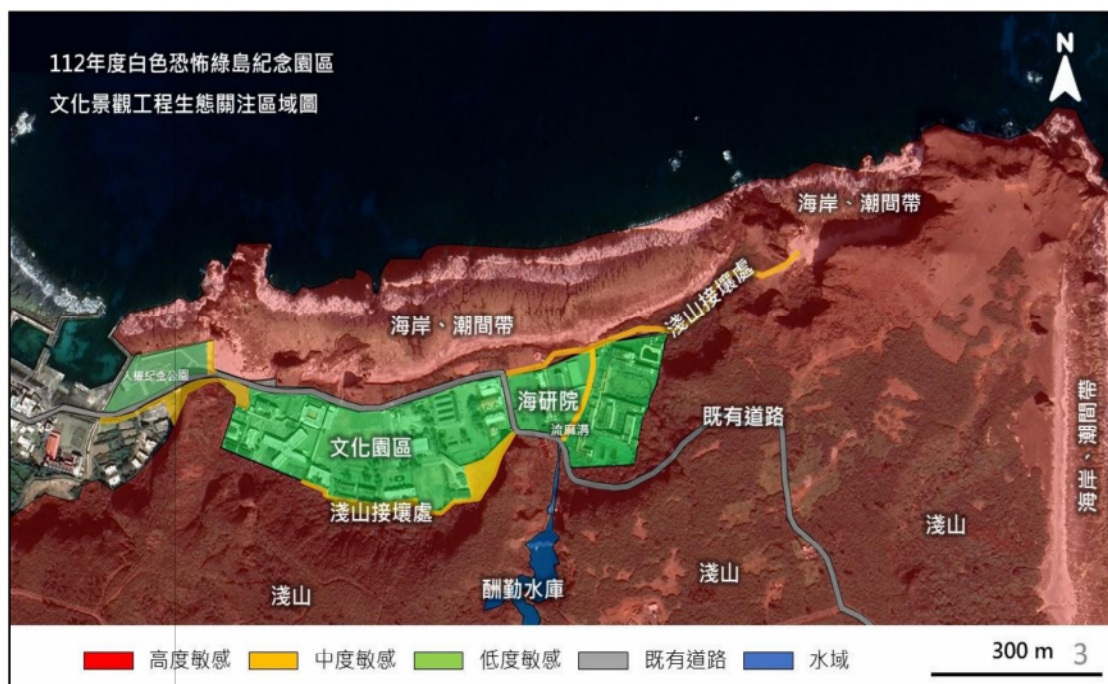 112年度白色恐怖綠島紀念園區
文化景觀工程生態關注區域圖
N
海岸、潮間帶
淺山接壤處
海岸、潮間帶
人權紀念公園
海研院
流麻溝
既有道路
文化園區
海岸、潮間帶
淺山接壤處
淺山
淺山
淺山
酬勤水庫
高度敏感
中度敏感
低度敏感
既有道路
水域
300 m
3